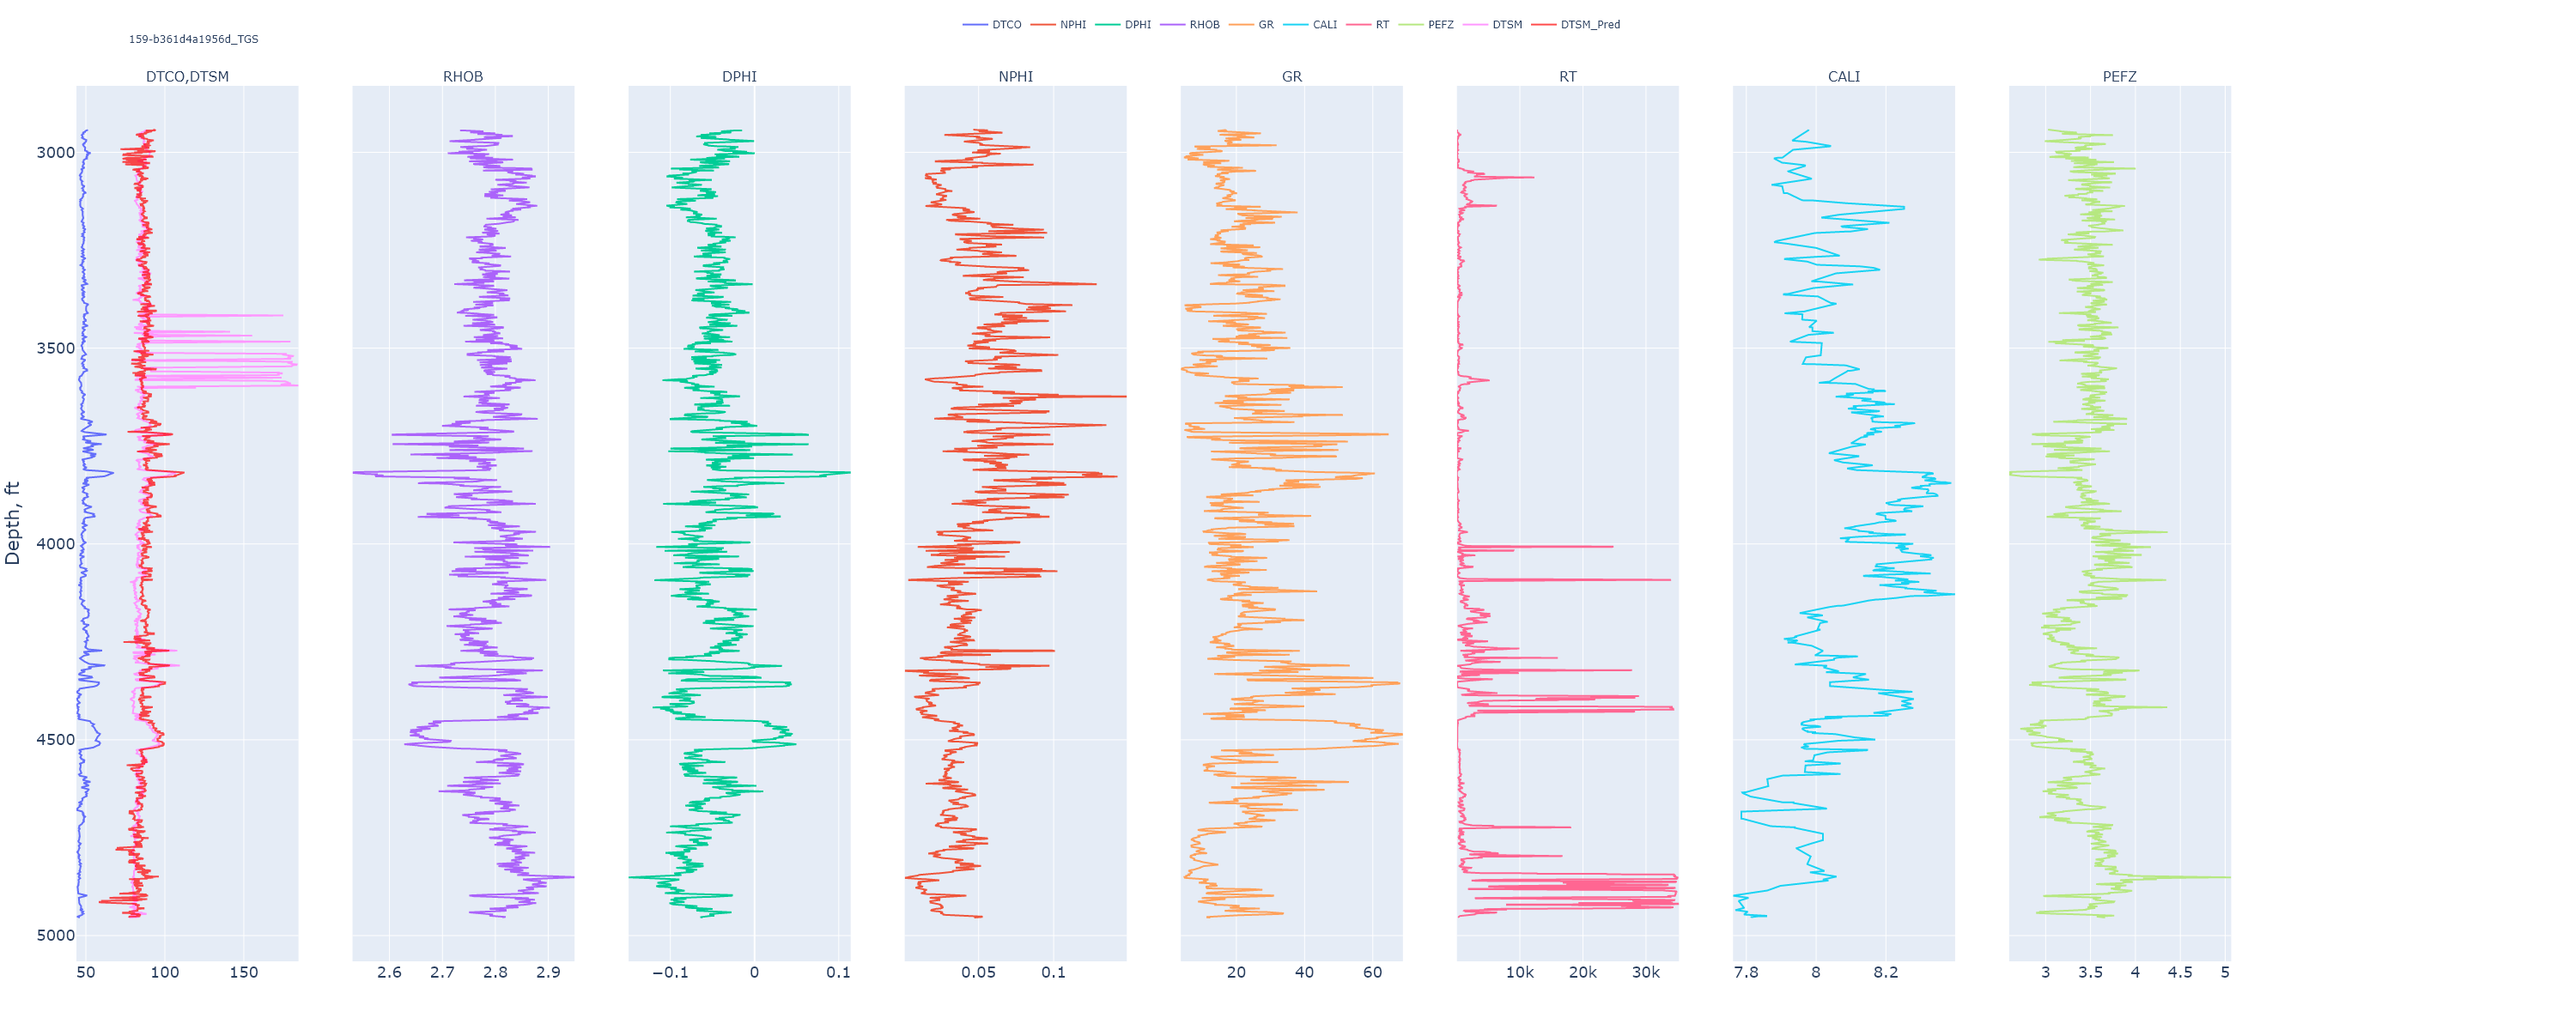 DTCO NPHI DPHI RHOB GR CALI RT PEFZ DTSM DTSM_Pred
159-b361d4a1956d_TGS
DTCO,DTSM RHOB DPHI NPHI GR RT CALI PEFZ
3000
3500
4000
4500
5000
Depth, ft
50 100 150 2.6 2.7 2.8 2.9 −0.1 0 0.1 0.05 0.1 20 40 60 10k 20k 30k 7.8 8 8.2 3 3.5 4 4.5 5